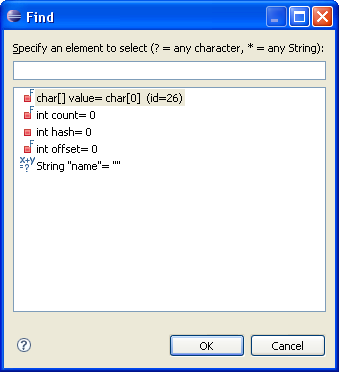 Find
Specify an element to select (? = any character, * = any String):
char[] value= char[0] (id=26)
int count= 0
int hash= 0
int offset= 0
String "name"= ""
OK
Cancel